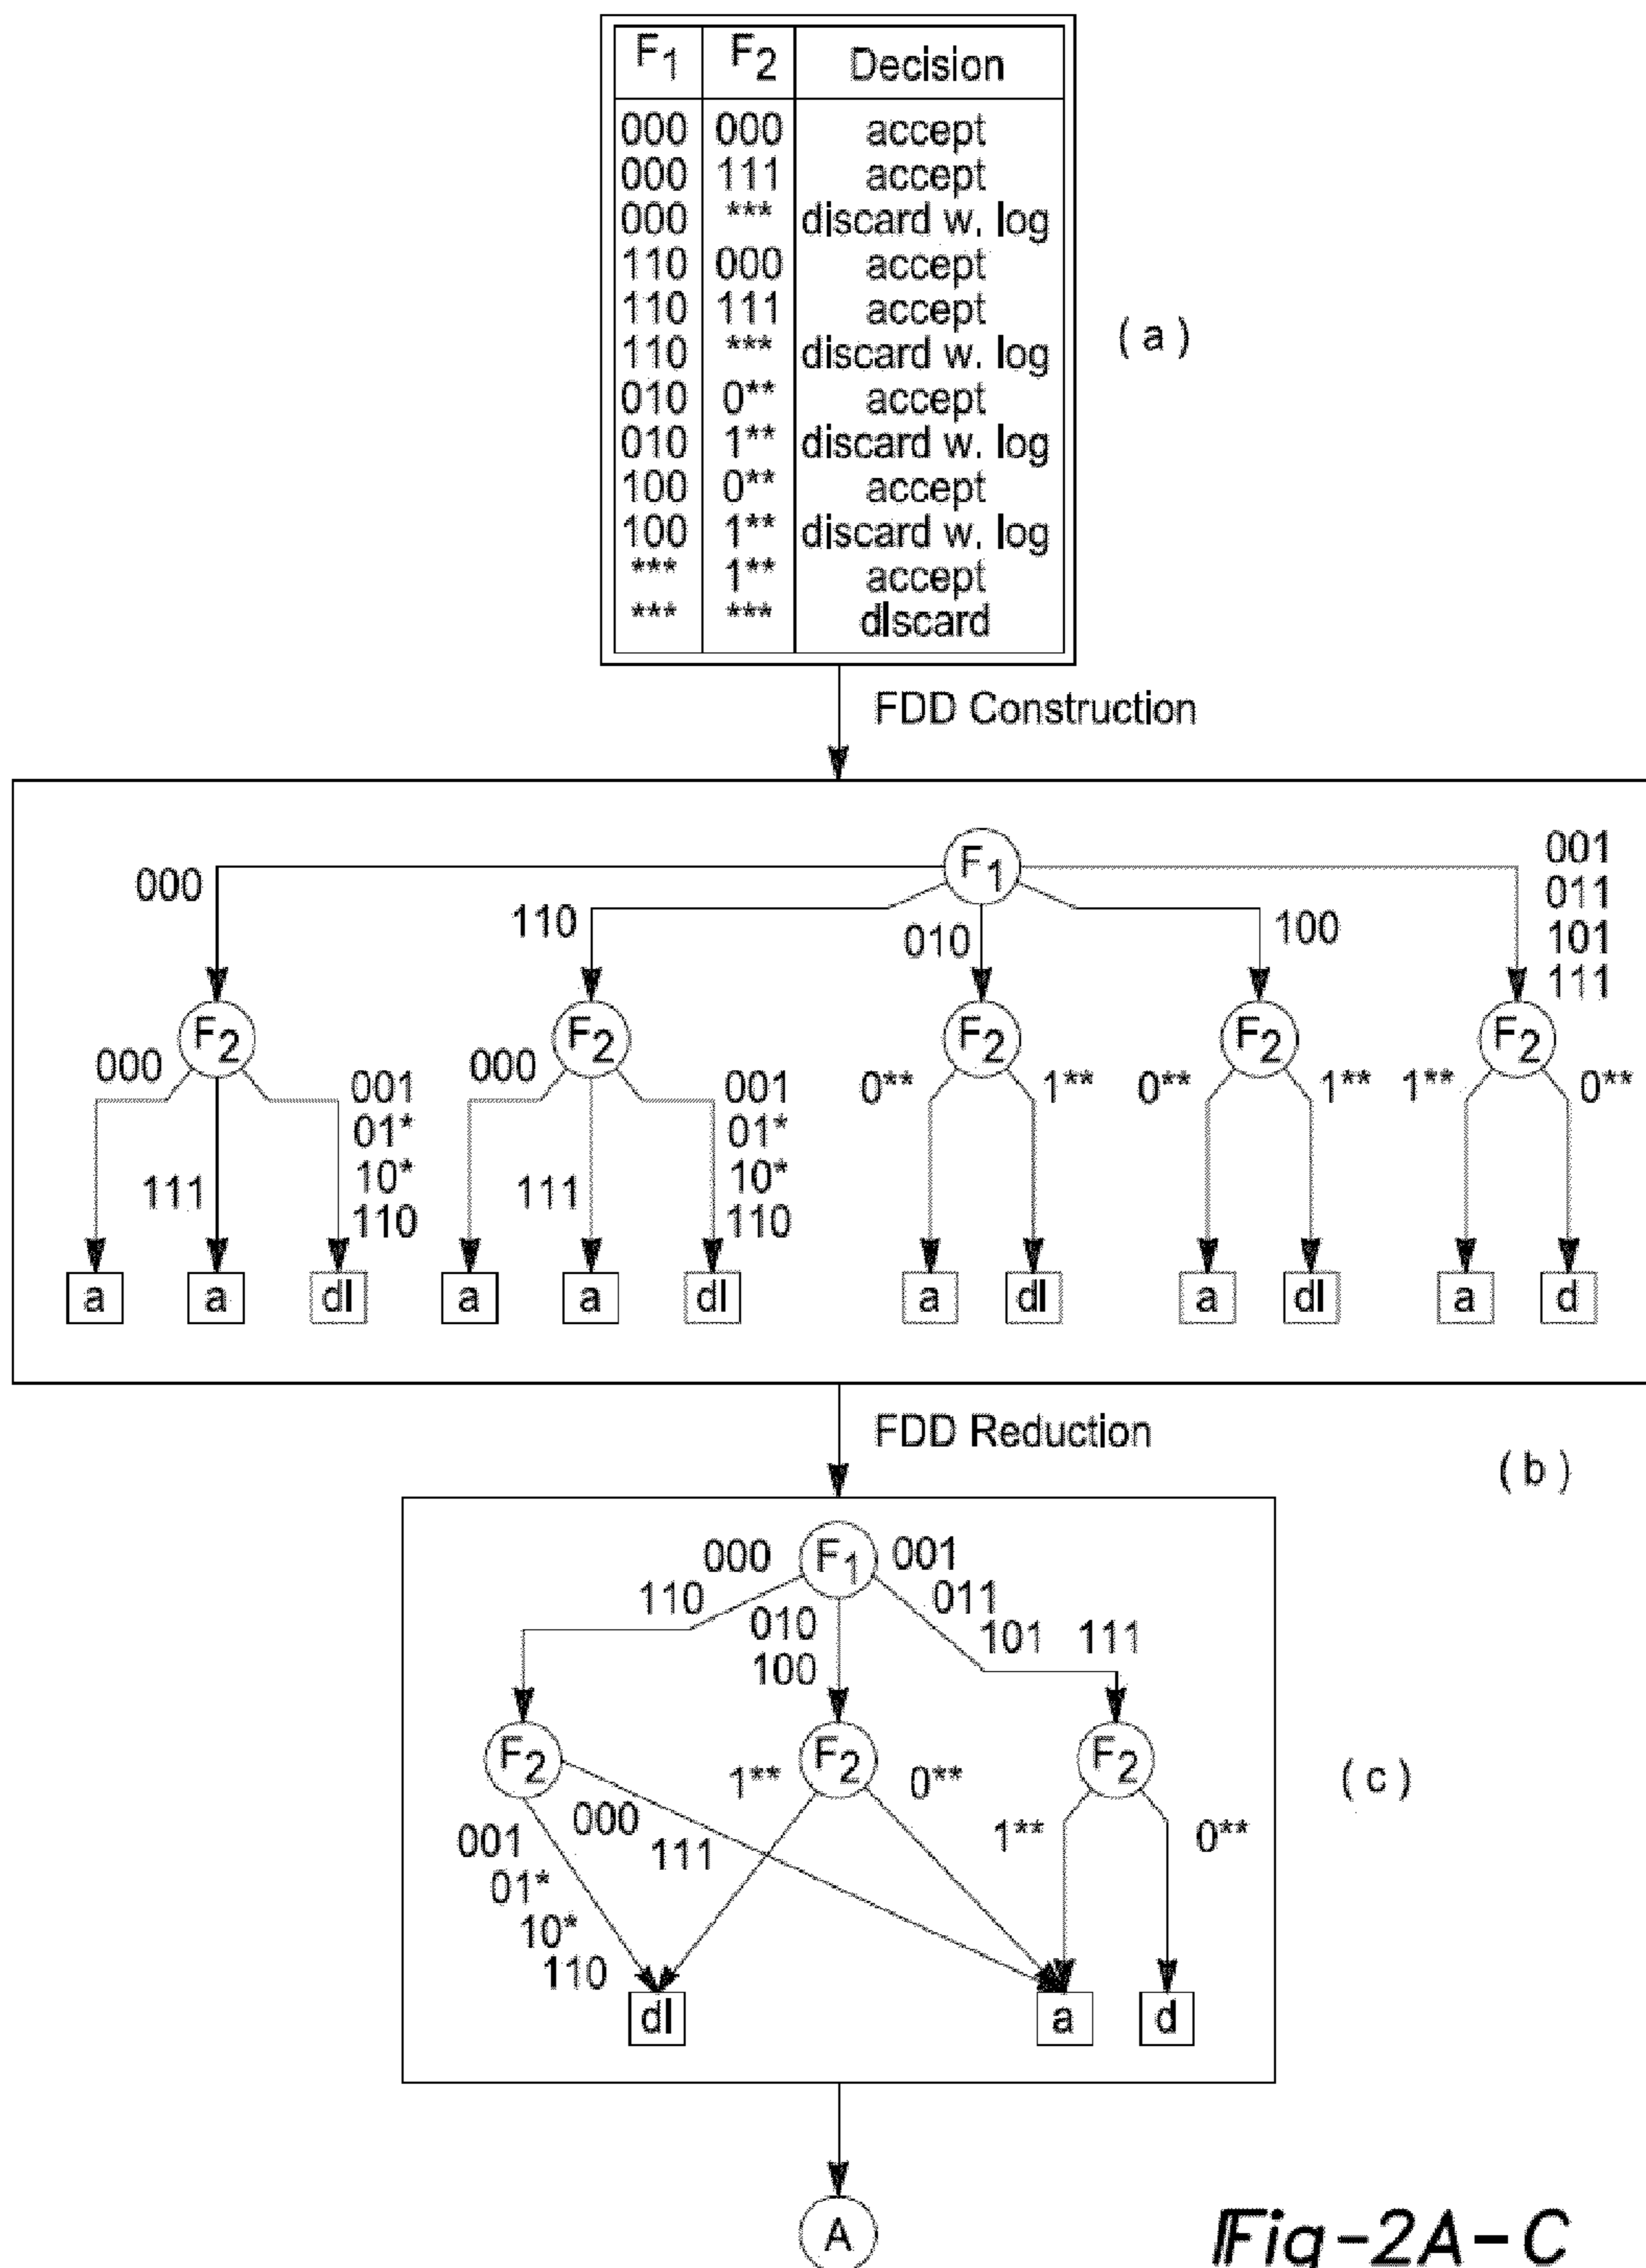 F1 F2 Decision
000 000 accept
000 111 accept
000 *** discard w. log
110 000 accept
110 111 accept
110 *** discard w. log
010 0** accept
010 1** discard w. log
100 0** accept
100 1** discard w. log
*** 1** accept
*** *** discard
(a)
FDD Construction
F1
000
110
010
100
001
011
101
111
F2 F2 F2 F2 F2
000
111
001
01*
10*
110
000
111
001
01*
10*
110
0** 1** 0** 1** 1** 0**
a a dl a a dl a dl a dl a d
FDD Reduction
(b)
F1
000
110
010
100
001
011
101 111
F2 F2 F2
(c)
001
01*
10*
110
000
111
1** 0** 1** 0**
dl a d
A
Fig-2A-C